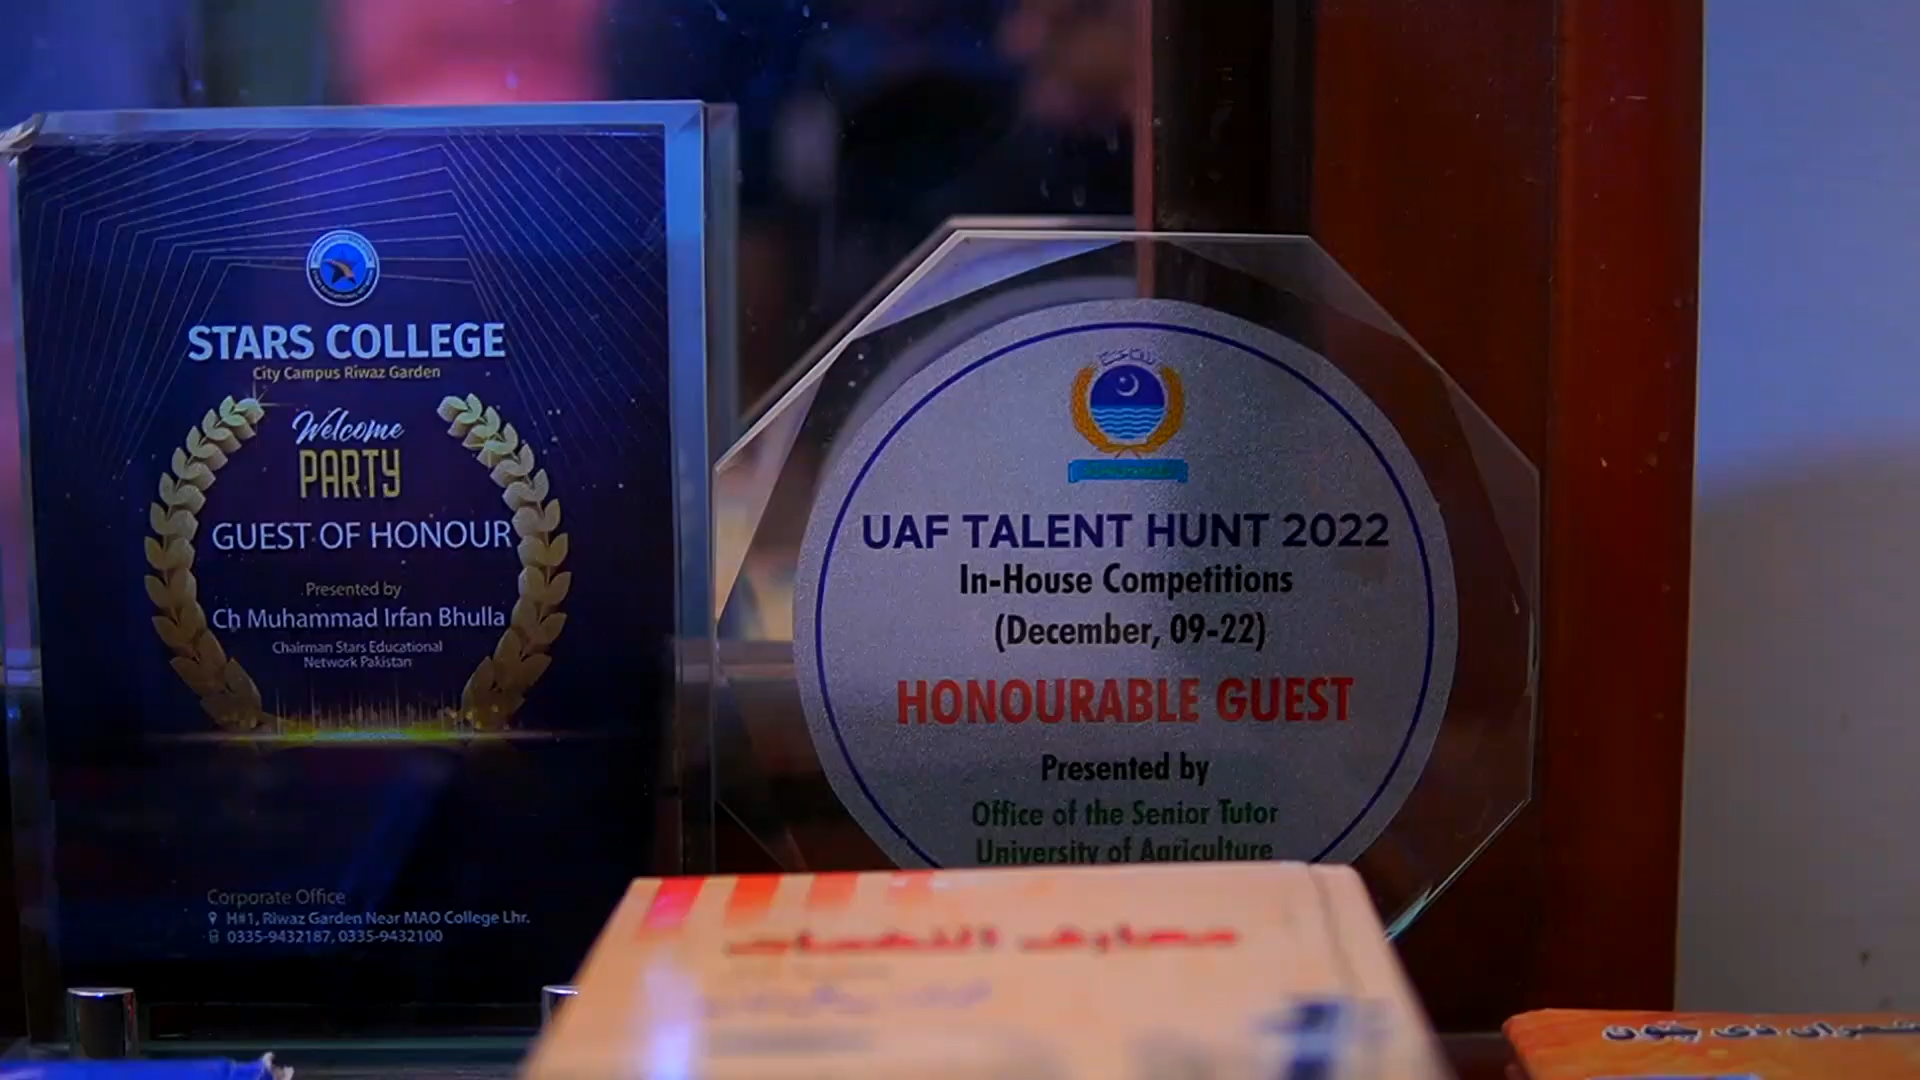 STARS COLLEGE
City Campus Riwaz Garden
Welcome
PARTY
GUEST OF HONOUR
Presented by
Ch Muhammad Irfan Bhulla
Chairman Stars Educational
Network Pakistan
Corporate Office
H#1, Riwaz Garden Near MAO College Lhr.
0335-9432187, 0335-9432100
UAF TALENT HUNT 2022
In-House Competitions
(December, 09-22)
HONOURABLE GUEST
Presented by
Office of the Senior Tutor
University of Agriculture